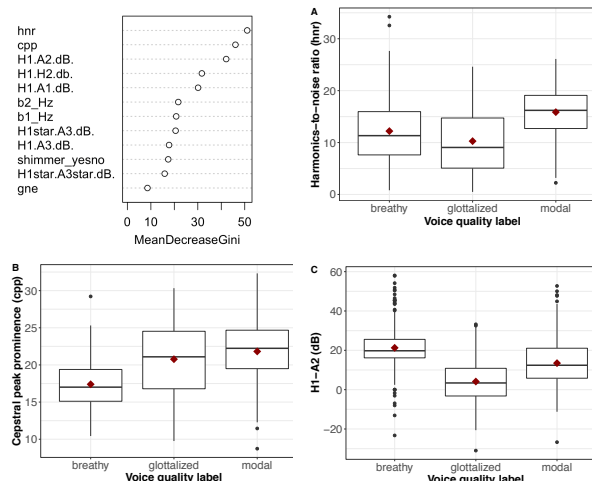 hnr
cpp
H1.A2.dB.
H1.H2.db.
H1.A1.dB.
b2_Hz
b1_Hz
H1star.A3.dB.
H1.A3.dB.
shimmer_yesno
H1star.A3star.dB.
gne
0 10 30 50
MeanDecreaseGini
A
Harmonics−to−noise ratio (hnr)
30
20
10
0
breathy glottalized modal
Voice quality label
B
Cepstral peak prominence (cpp)
30
25
20
15
10
breathy glottalized modal
Voice quality label
C
H1−A2 (dB)
60
40
20
0
−20
breathy glottalized modal
Voice quality label